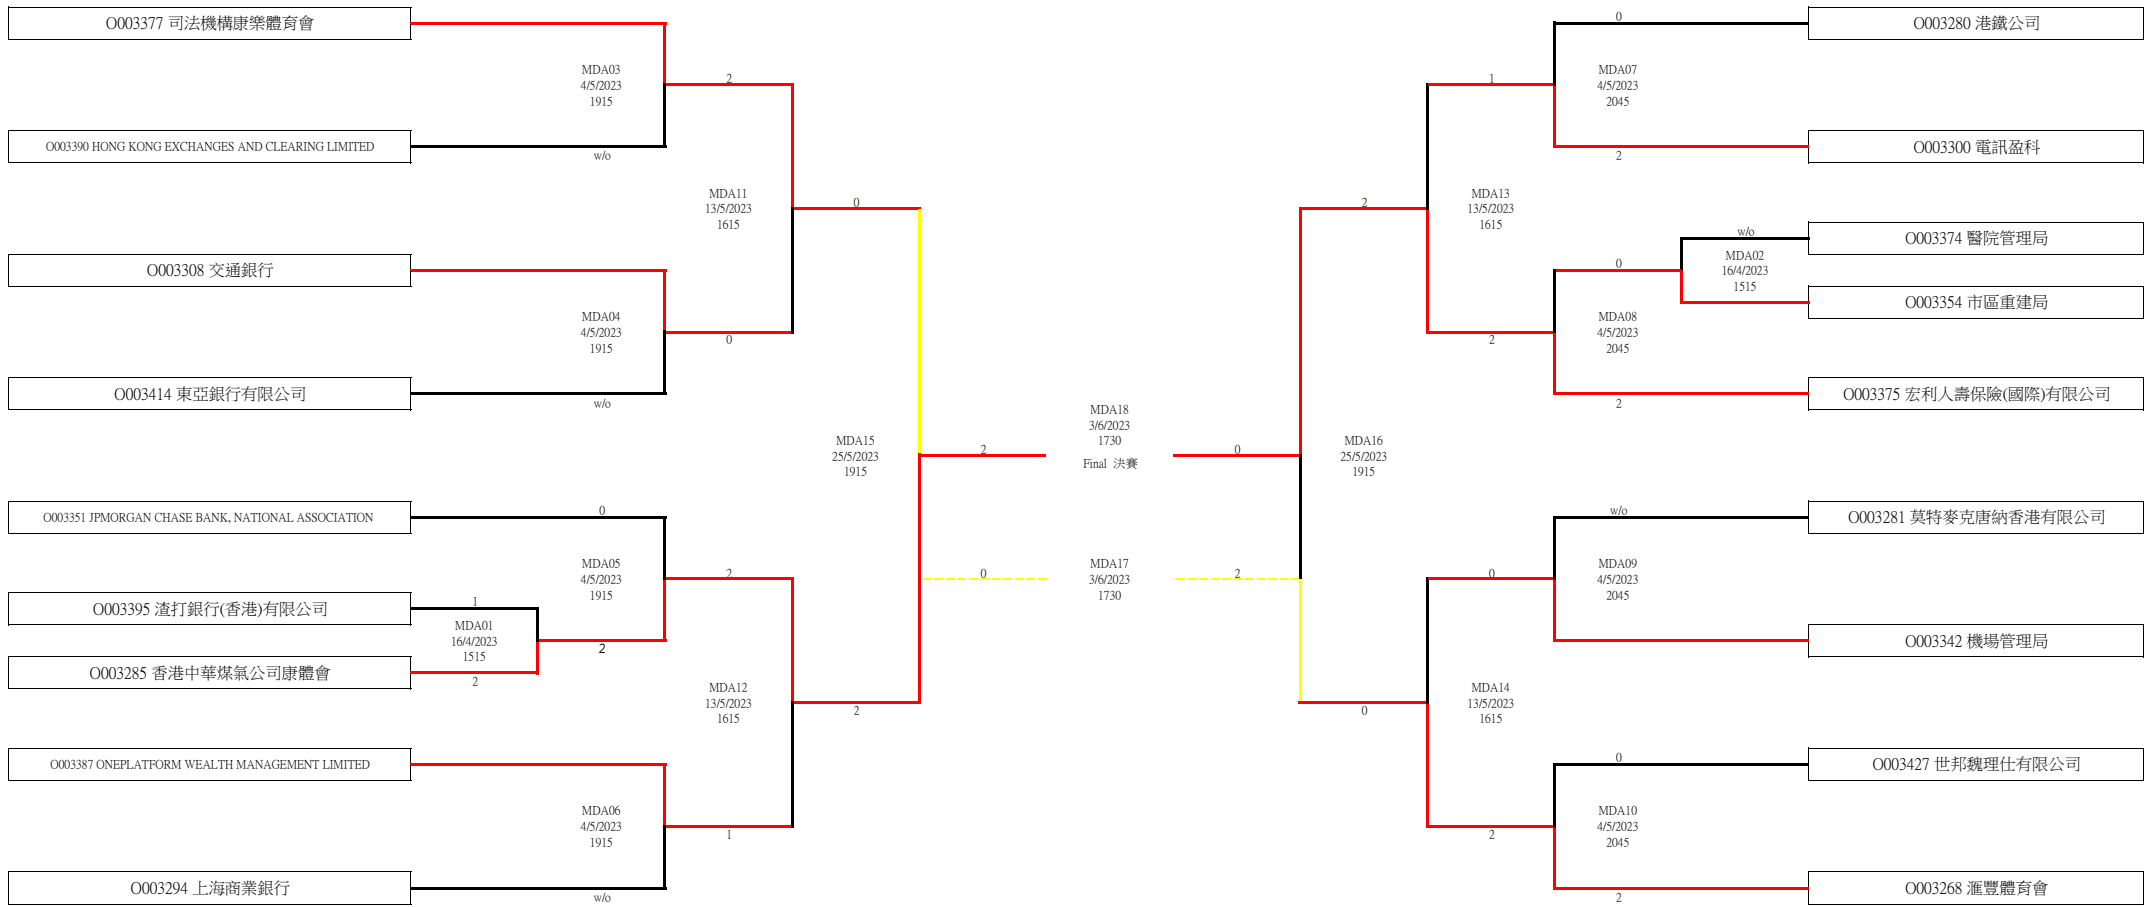 O003377 司法機構康樂體育會
MDA03
4/5/2023
1915
2
O003390 HONG KONG EXCHANGES AND CLEARING LIMITED
w/o
MDA11
13/5/2023
1615
0
O003308 交通銀行
MDA04
4/5/2023
1915
0
O003414 東亞銀行有限公司
w/o
MDA15
25/5/2023
1915
2
O003351 JPMORGAN CHASE BANK, NATIONAL ASSOCIATION
0
MDA05
4/5/2023
1915
2
O003395 渣打銀行(香港)有限公司
1
MDA01
16/4/2023
1515
2
O003285 香港中華煤氣公司康體會
2
MDA12
13/5/2023
1615
2
O003387 ONEPLATFORM WEALTH MANAGEMENT LIMITED
MDA06
4/5/2023
1915
1
O003294 上海商業銀行
w/o
MDA18
3/6/2023
1730
Final 決賽
0
MDA17
3/6/2023
1730
2
0
O003280 港鐵公司
1
MDA07
4/5/2023
2045
2
O003300 電訊盈科
2
MDA13
13/5/2023
1615
w/o
O003374 醫院管理局
0
MDA02
16/4/2023
1515
O003354 市區重建局
MDA08
4/5/2023
2045
2
2
O003375 宏利人壽保險(國際)有限公司
0
MDA16
25/5/2023
1915
w/o
O003281 莫特麥克唐納香港有限公司
0
MDA09
4/5/2023
2045
O003342 機場管理局
0
MDA14
13/5/2023
1615
0
O003427 世邦魏理仕有限公司
2
MDA10
4/5/2023
2045
2
O003268 滙豐體育會